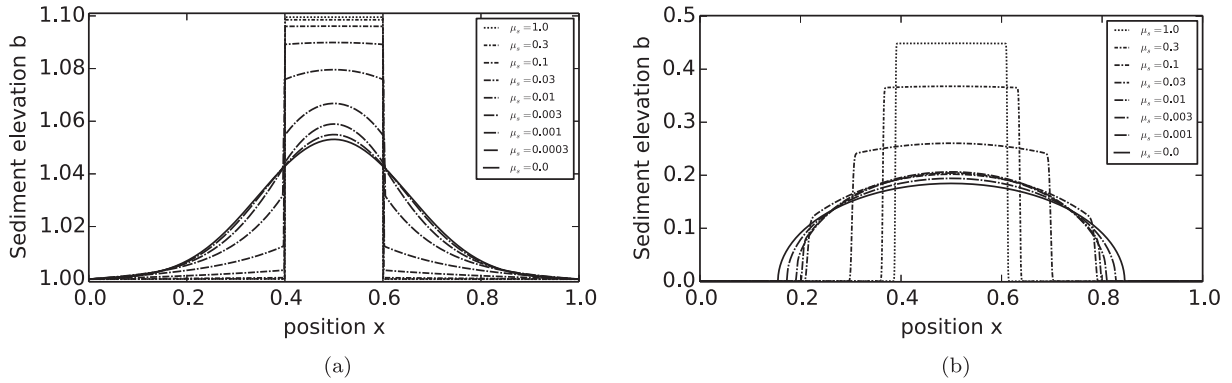 1.10
1.08
1.06
1.04
1.02
1.00
Sediment elevation b
0.0 0.2 0.4 0.6 0.8 1.0
position x
μs = 1.0
μs = 0.3
μs = 0.1
μs = 0.03
μs = 0.01
μs = 0.003
μs = 0.001
μs = 0.0003
μs = 0.0
(a)
0.5
0.4
0.3
0.2
0.1
0.0
Sediment elevation b
0.0 0.2 0.4 0.6 0.8 1.0
position x
μs = 1.0
μs = 0.3
μs = 0.1
μs = 0.03
μs = 0.01
μs = 0.003
μs = 0.001
μs = 0.0
(b)